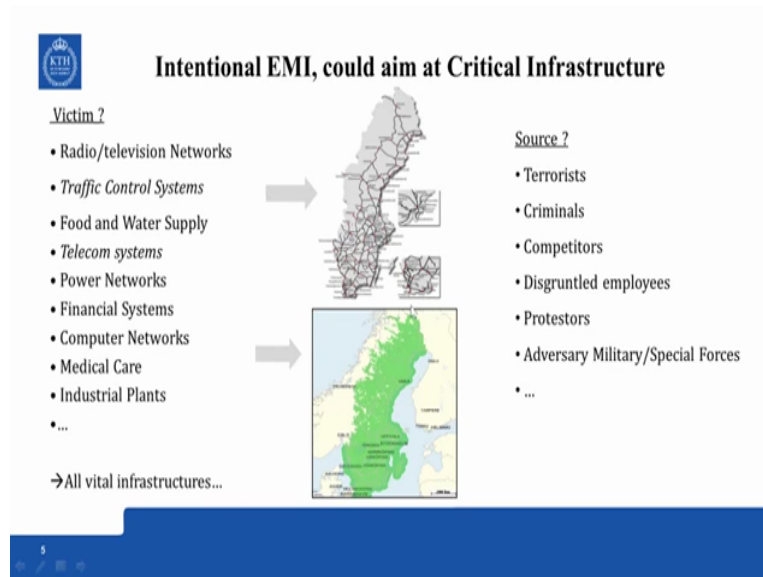 KTH
Intentional EMI, could aim at Critical Infrastructure
Victim ?
• Radio/television Networks
• Traffic Control Systems
• Food and Water Supply
• Telecom systems
• Power Networks
• Financial Systems
• Computer Networks
• Medical Care
• Industrial Plants
•...
→All vital infrastructures...
Source ?
• Terrorists
• Criminals
• Competitors
• Disgruntled employees
• Protestors
• Adversary Military/Special Forces
• ...
5